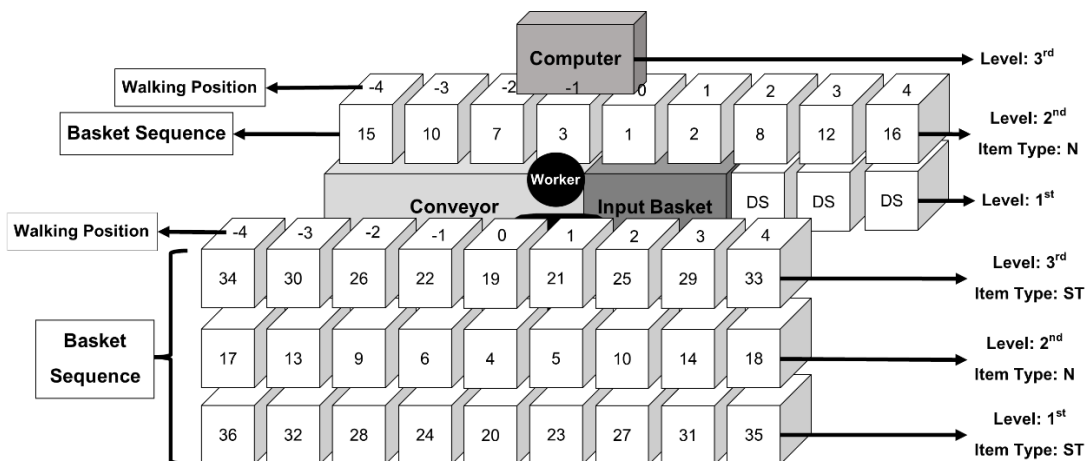 Computer
Level: 3rd
Walking Position
-4 -3 -2 -1 0 1 2 3 4
Basket Sequence
15 10 7 3 1 2 8 12 16
Level: 2nd
Item Type: N
Worker
Conveyor
Input Basket
DS DS DS
Level: 1st
Walking Position
-4 -3 -2 -1 0 1 2 3 4
34 30 26 22 19 21 25 29 33
Level: 3rd
Item Type: ST
Basket
Sequence
17 13 9 6 4 5 10 14 18
Level: 2nd
Item Type: N
36 32 28 24 20 23 27 31 35
Level: 1st
Item Type: ST